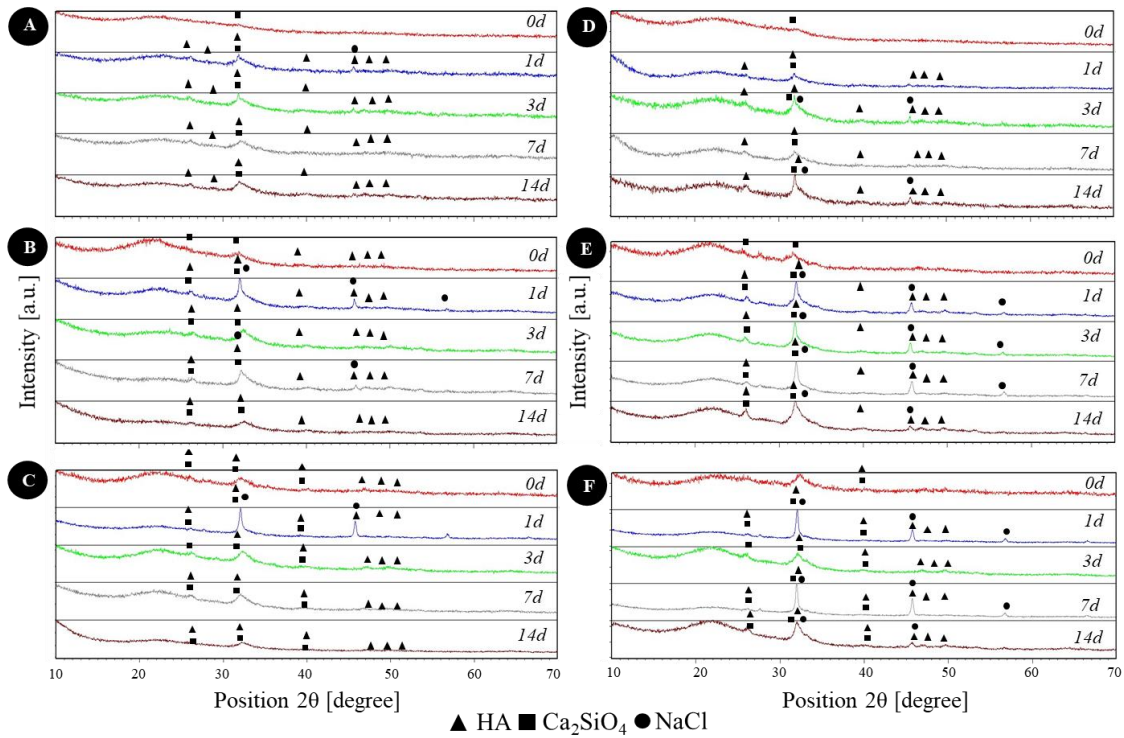 A
0d
1d
3d
7d
14d
B
0d
1d
3d
7d
14d
C
0d
1d
3d
7d
14d
10 20 30 40 50 60 70
Position 2θ [degree]
Intensity [a.u.]
D
0d
1d
3d
7d
14d
E
0d
1d
3d
7d
14d
F
0d
1d
3d
7d
14d
10 20 30 40 50 60 70
Position 2θ [degree]
Intensity [a.u.]
▲ HA ■ Ca₂SiO₄ ● NaCl